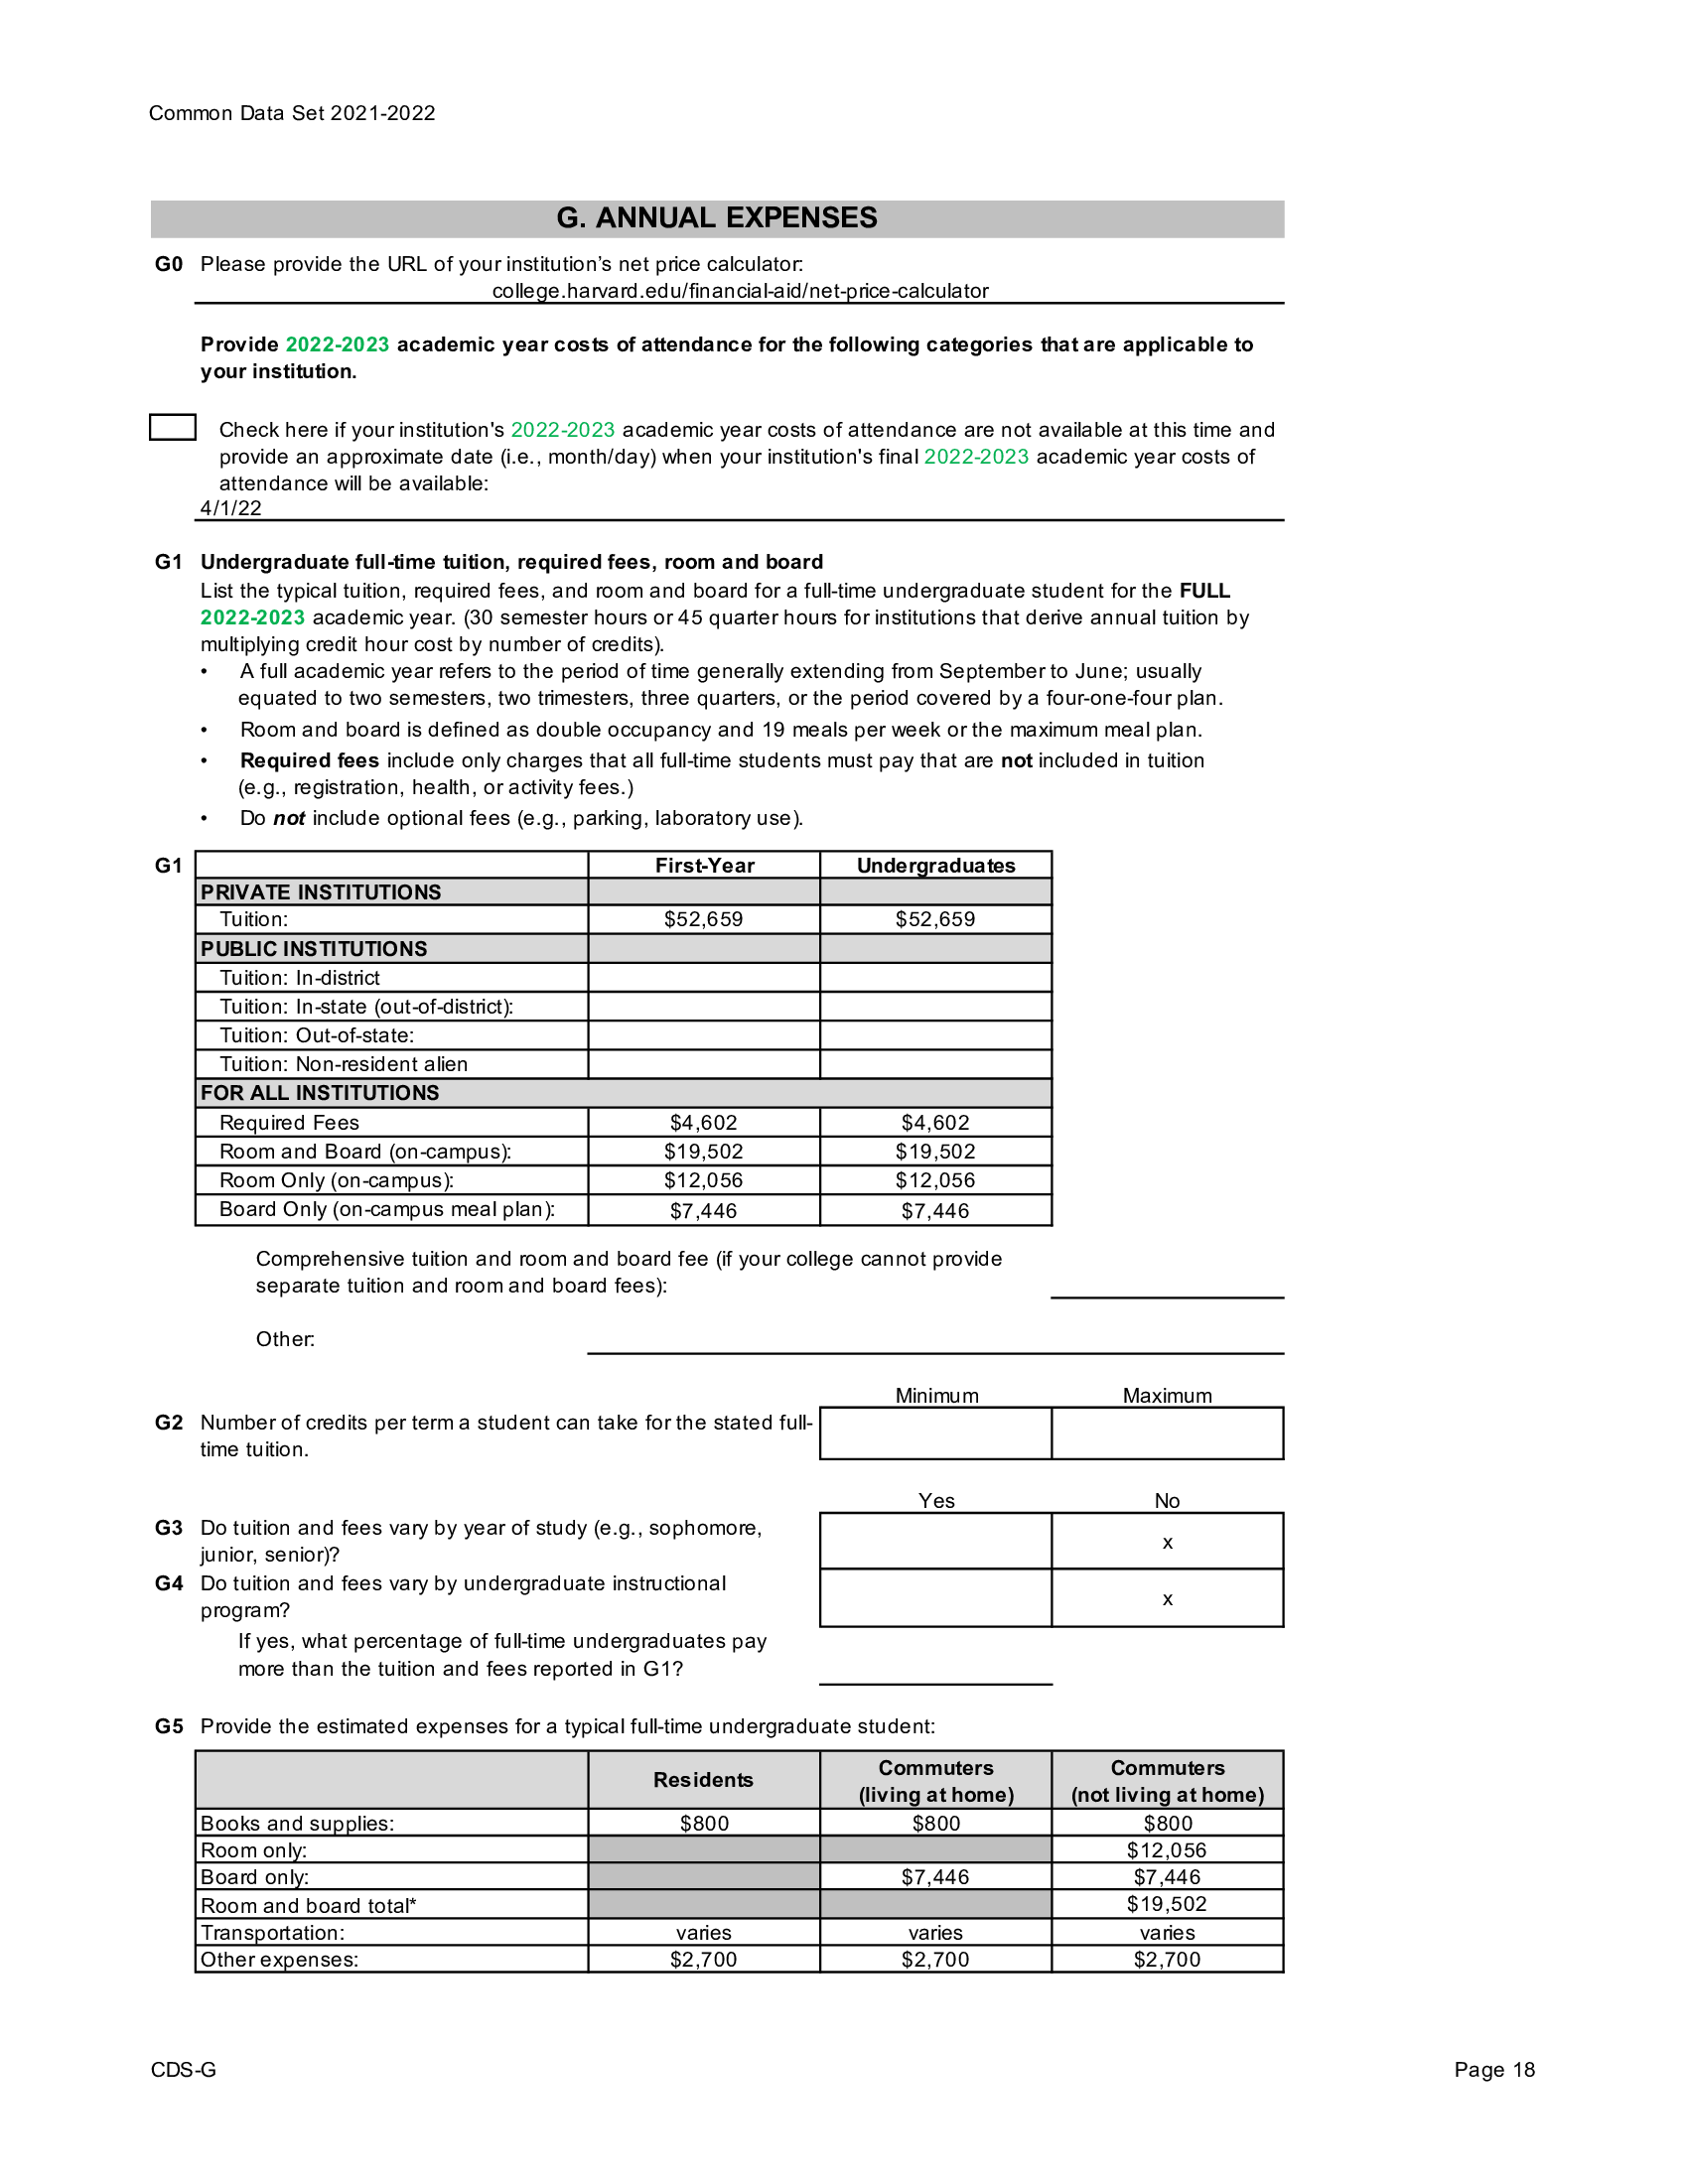 Common Data Set 2021-2022
G. ANNUAL EXPENSES
G0 Please provide the URL of your institution’s net price calculator:
college.harvard.edu/financial-aid/net-price-calculator
Provide 2022-2023 academic year costs of attendance for the following categories that are applicable to
your institution.
Check here if your institution's 2022-2023 academic year costs of attendance are not available at this time and
provide an approximate date (i.e., month/day) when your institution's final 2022-2023 academic year costs of
attendance will be available:
4/1/22
G1 Undergraduate full-time tuition, required fees, room and board
List the typical tuition, required fees, and room and board for a full-time undergraduate student for the FULL
2022-2023 academic year. (30 semester hours or 45 quarter hours for institutions that derive annual tuition by
multiplying credit hour cost by number of credits).
• A full academic year refers to the period of time generally extending from September to June; usually
equated to two semesters, two trimesters, three quarters, or the period covered by a four-one-four plan.
• Room and board is defined as double occupancy and 19 meals per week or the maximum meal plan.
• Required fees include only charges that all full-time students must pay that are not included in tuition
(e.g., registration, health, or activity fees.)
• Do not include optional fees (e.g., parking, laboratory use).
G1 First-Year Undergraduates
PRIVATE INSTITUTIONS
Tuition: $52,659 $52,659
PUBLIC INSTITUTIONS
Tuition: In-district
Tuition: In-state (out-of-district):
Tuition: Out-of-state:
Tuition: Non-resident alien
FOR ALL INSTITUTIONS
Required Fees $4,602 $4,602
Room and Board (on-campus): $19,502 $19,502
Room Only (on-campus): $12,056 $12,056
Board Only (on-campus meal plan): $7,446 $7,446
Comprehensive tuition and room and board fee (if your college cannot provide
separate tuition and room and board fees):
Other:
Minimum Maximum
G2 Number of credits per term a student can take for the stated full-
time tuition.
Yes No
G3 Do tuition and fees vary by year of study (e.g., sophomore,
junior, senior)? x
G4 Do tuition and fees vary by undergraduate instructional
program? x
If yes, what percentage of full-time undergraduates pay
more than the tuition and fees reported in G1?
G5 Provide the estimated expenses for a typical full-time undergraduate student:
Residents Commuters (living at home) Commuters (not living at home)
Books and supplies: $800 $800 $800
Room only: $12,056
Board only: $7,446 $7,446
Room and board total* $19,502
Transportation: varies varies varies
Other expenses: $2,700 $2,700 $2,700
CDS-G Page 18